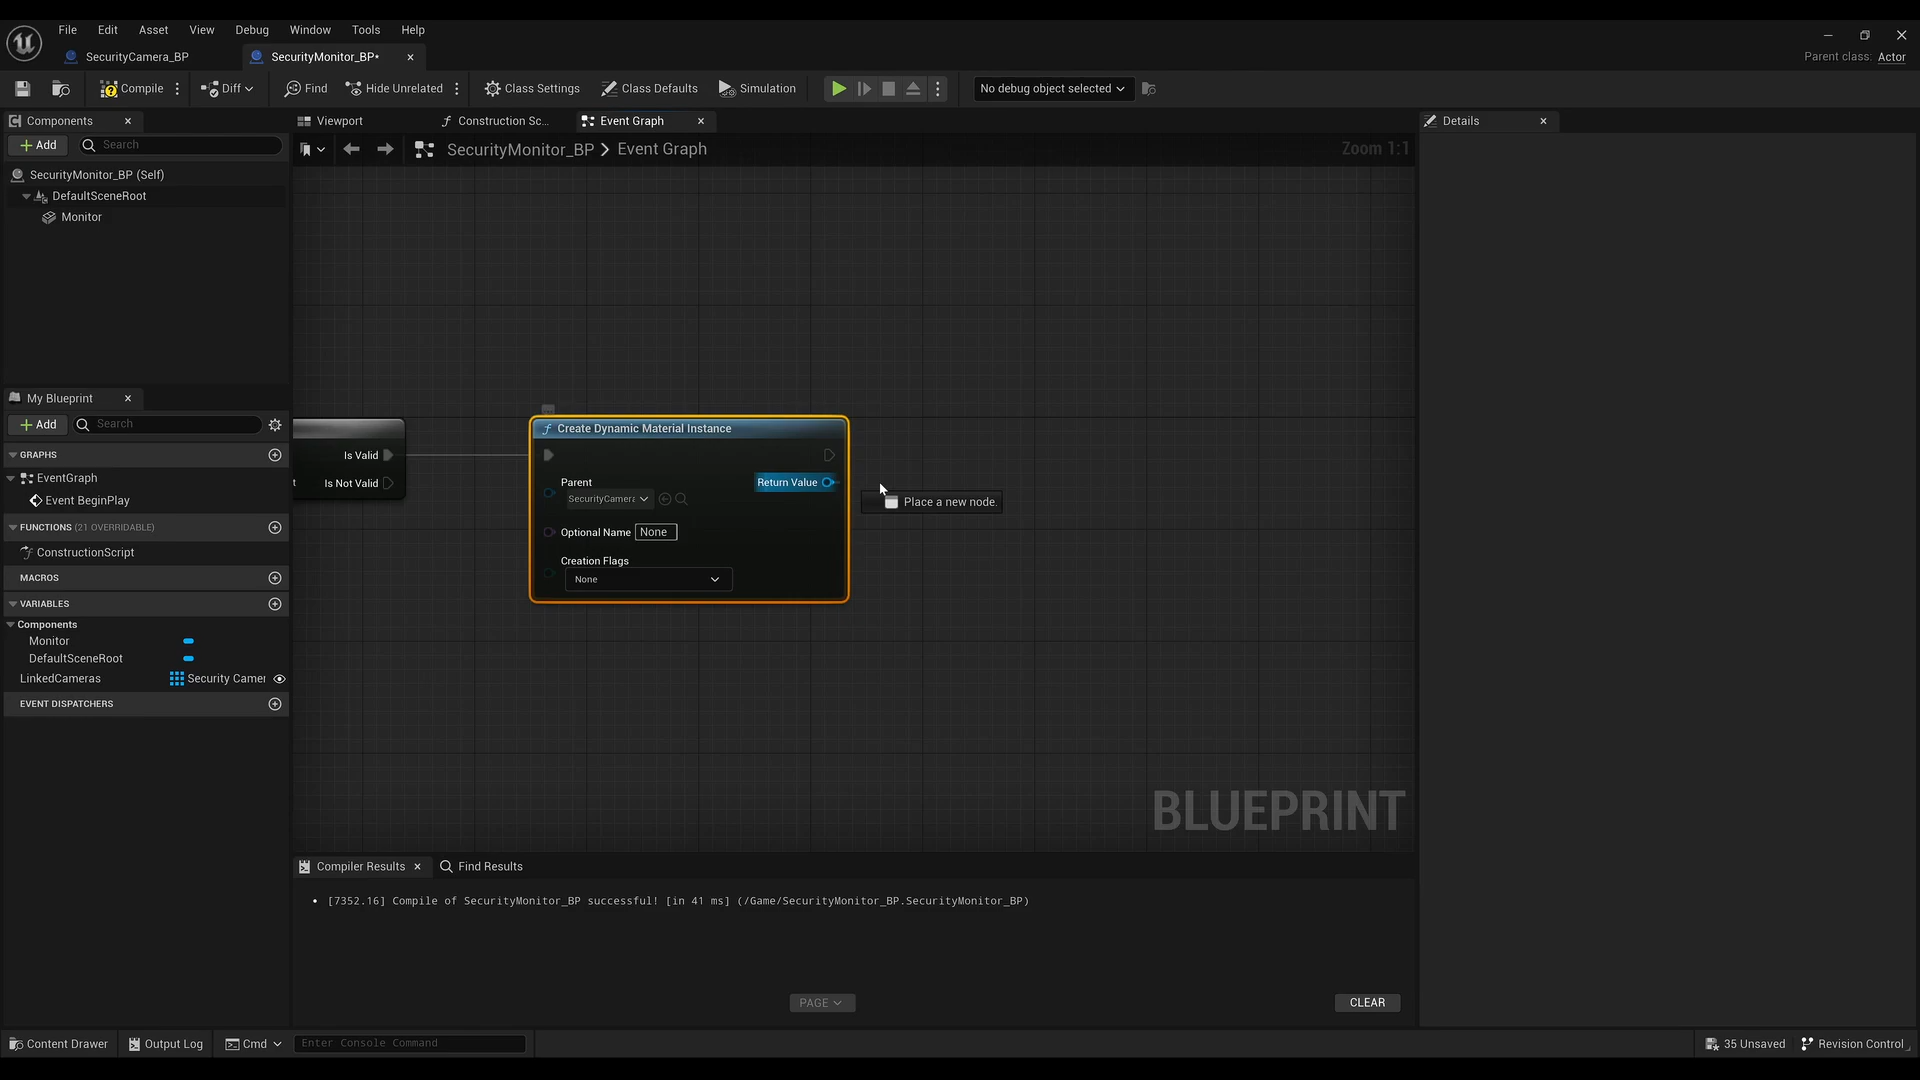 File Edit Asset View Debug Window Tools Help
SecurityCamera_BP
SecurityMonitor_BP*
Parent class: Actor
Compile
Diff
Find
Hide Unrelated
Class Settings
Class Defaults
Simulation
No debug object selected
Components
Viewport
Construction Sc...
Event Graph
Details
Add
Search
SecurityMonitor_BP > Event Graph
Zoom 1:1
SecurityMonitor_BP (Self)
DefaultSceneRoot
Monitor
My Blueprint
Add
Search
GRAPHS
EventGraph
Event BeginPlay
FUNCTIONS (21 OVERRIDABLE)
ConstructionScript
MACROS
VARIABLES
Components
Monitor
DefaultSceneRoot
LinkedCameras
Security Camer
EVENT DISPATCHERS
Is Valid
t
Is Not Valid
Create Dynamic Material Instance
Parent
SecurityCamera
Return Value
Optional Name
None
Creation Flags
None
Place a new node.
BLUEPRINT
Compiler Results
Find Results
[7352.16] Compile of SecurityMonitor_BP successful! [in 41 ms] (/Game/SecurityMonitor_BP.SecurityMonitor_BP)
PAGE
CLEAR
Content Drawer
Output Log
Cmd
Enter Console Command
35 Unsaved
Revision Control